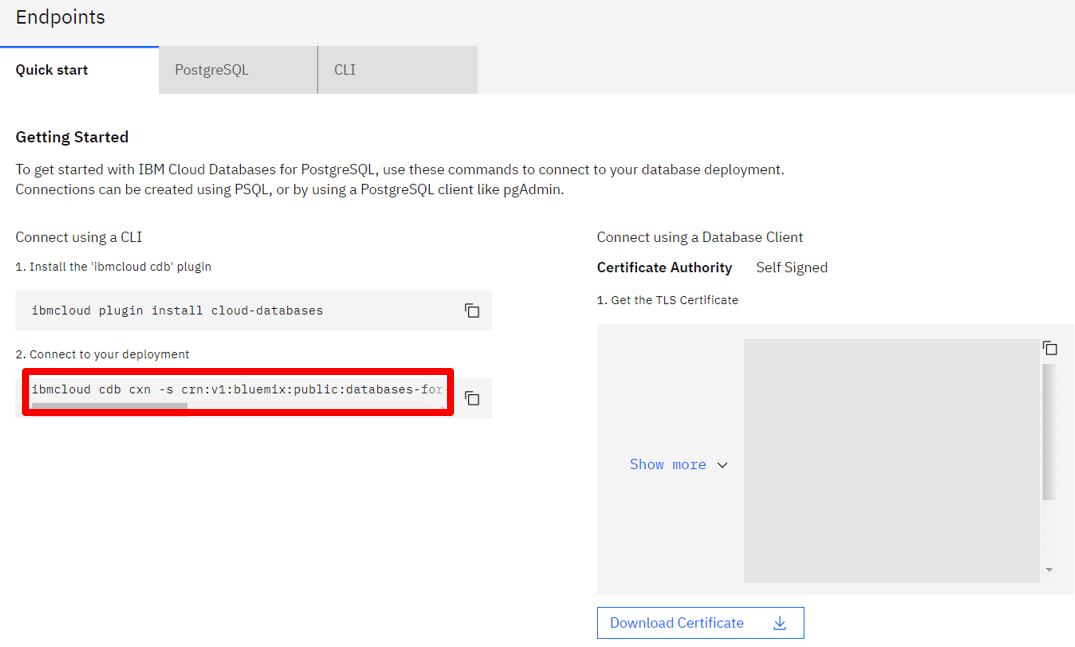 Endpoints
Quick start
PostgreSQL
CLI
Getting Started
To get started with IBM Cloud Databases for PostgreSQL, use these commands to connect to your database deployment.
Connections can be created using PSQL, or by using a PostgreSQL client like pgAdmin.
Connect using a CLI
1. Install the 'ibmcloud cdb' plugin
ibmcloud plugin install cloud-databases
2. Connect to your deployment
ibmcloud cdb cxn -s crn:v1:bluemix:public:databases-for
Connect using a Database Client
Certificate Authority Self Signed
1. Get the TLS Certificate
Show more
Download Certificate